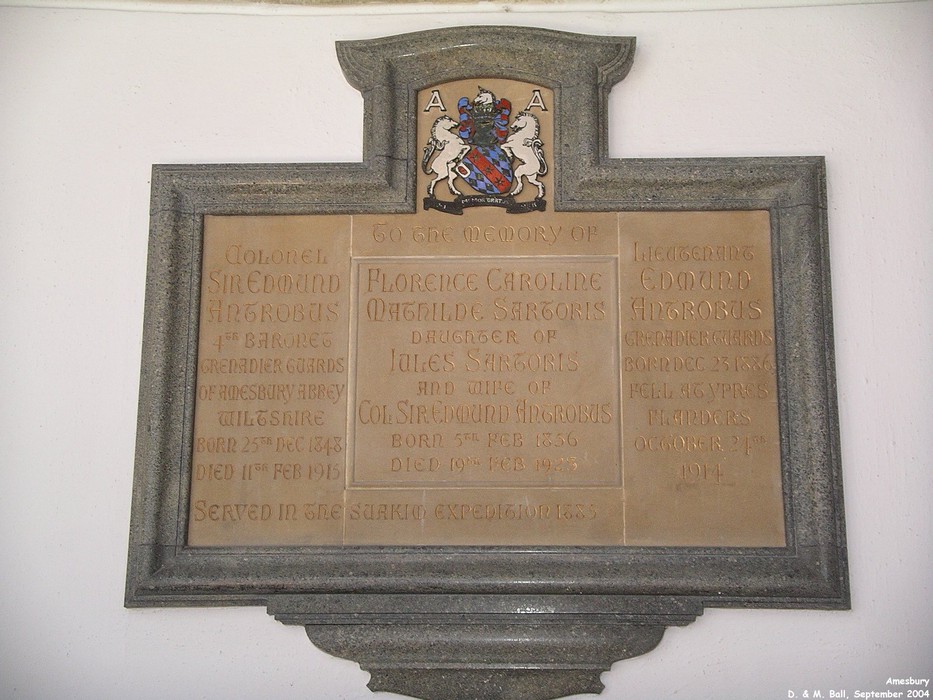 A A
TO THE MEMORY OF
COLONEL
SIR EDMUND
ANTROBUS
4TH BARONET
GRENADIER GUARDS
OF AMESBURY ABBEY
WILTSHIRE
BORN 25TH DEC 1848
DIED 11TH FEB 1915
FLORENCE CAROLINE
MATHILDE SARTORIS
DAUGHTER OF
JULES SARTORIS
AND WIFE OF
COL SIR EDMUND ANTROBUS
BORN 5TH FEB 1856
DIED 19TH FEB
LIEUTENANT
EDMUND
ANTROBUS
GRENADIER GUARDS
BORN DEC 23 1886
FELL AT YPRES
FLANDERS
OCTOBER 24TH
1914
SERVED IN THE SUAKIM EXPEDITION 1885
Amesbury
D. & M. Ball, September 2004